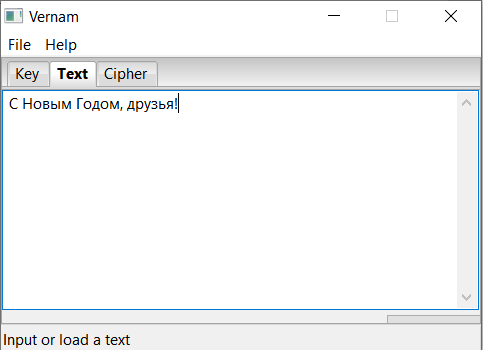 Vernam
File Help
Key Text Cipher
С Новым Годом, друзья!
Input or load a text